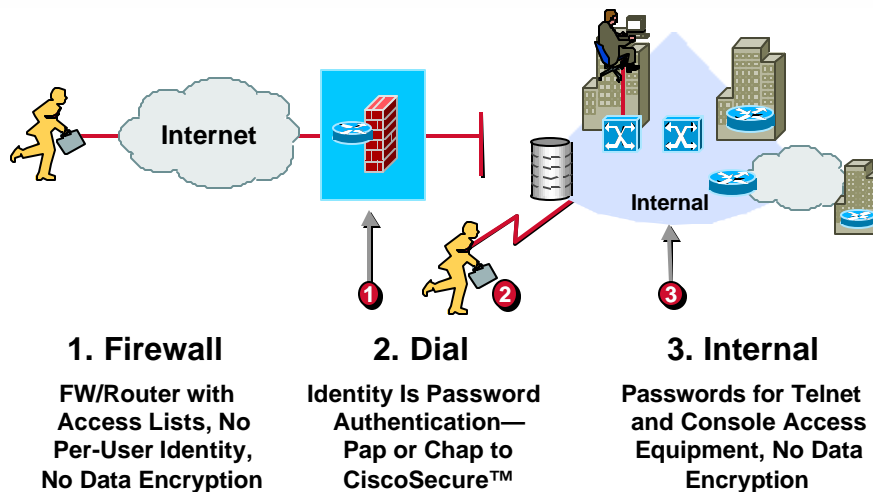 Internet
Internal
1
2
3
1. Firewall
FW/Router with
Access Lists, No
Per-User Identity,
No Data Encryption
2. Dial
Identity Is Password
Authentication—
Pap or Chap to
CiscoSecure™
3. Internal
Passwords for Telnet
and Console Access
Equipment, No Data
Encryption